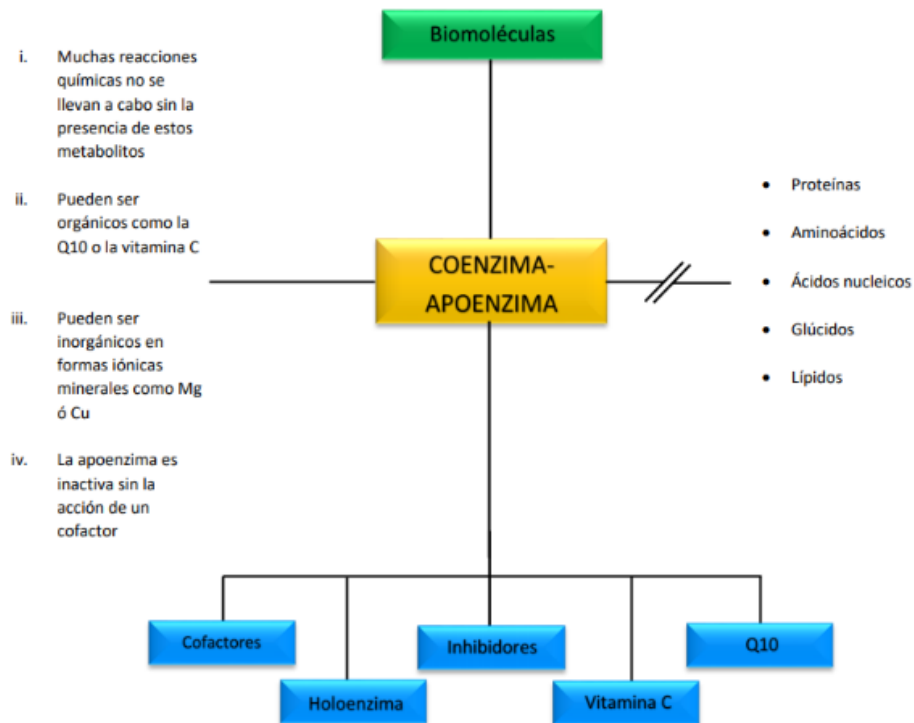 Biomoléculas
i. Muchas reacciones
químicas no se
llevan a cabo sin la
presencia de estos
metabolitos
ii. Pueden ser
orgánicos como la
Q10 o la vitamina C
iii. Pueden ser
inorgánicos en
formas iónicas
minerales como Mg
ó Cu
iv. La apoenzima es
inactiva sin la
acción de un
cofactor
COENZIMA-
APOENZIMA
• Proteínas
• Aminoácidos
• Ácidos nucleicos
• Glúcidos
• Lípidos
Cofactores
Holoenzima
Inhibidores
Vitamina C
Q10